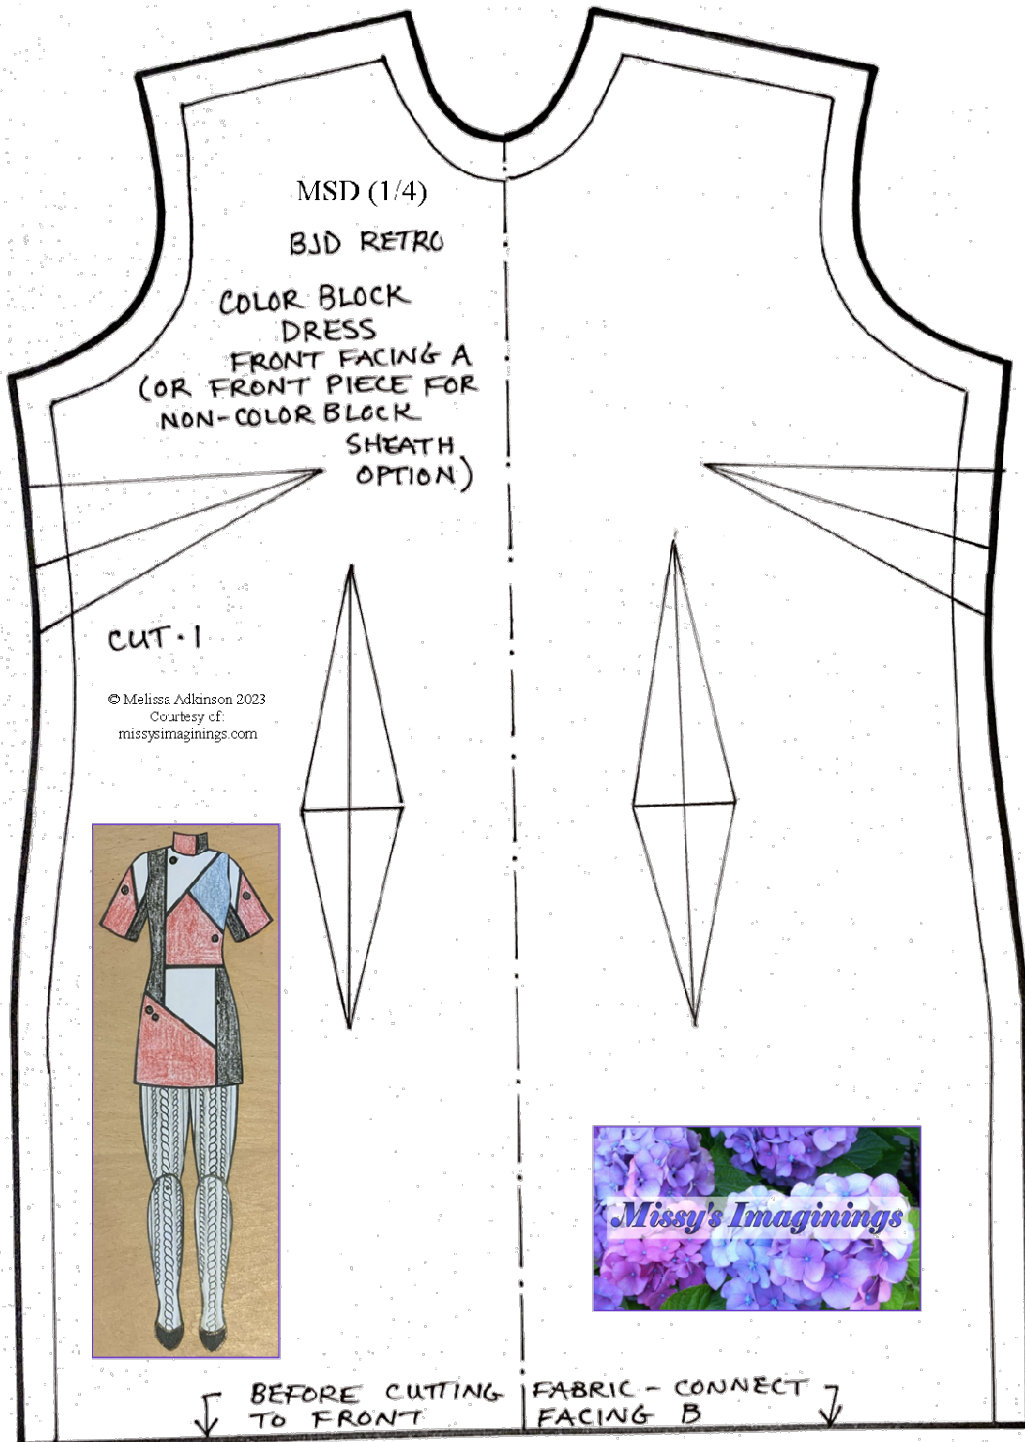 MSD (1/4)
BJD RETRO
COLOR BLOCK
DRESS
FRONT FACING A
(OR FRONT PIECE FOR
NON-COLOR BLOCK
SHEATH
OPTION)
CUT · 1
© Melissa Adkinson 2023
Courtesy of:
missysimaginings.com
Missy's Imaginings
BEFORE CUTTING FABRIC - CONNECT
TO FRONT FACING B